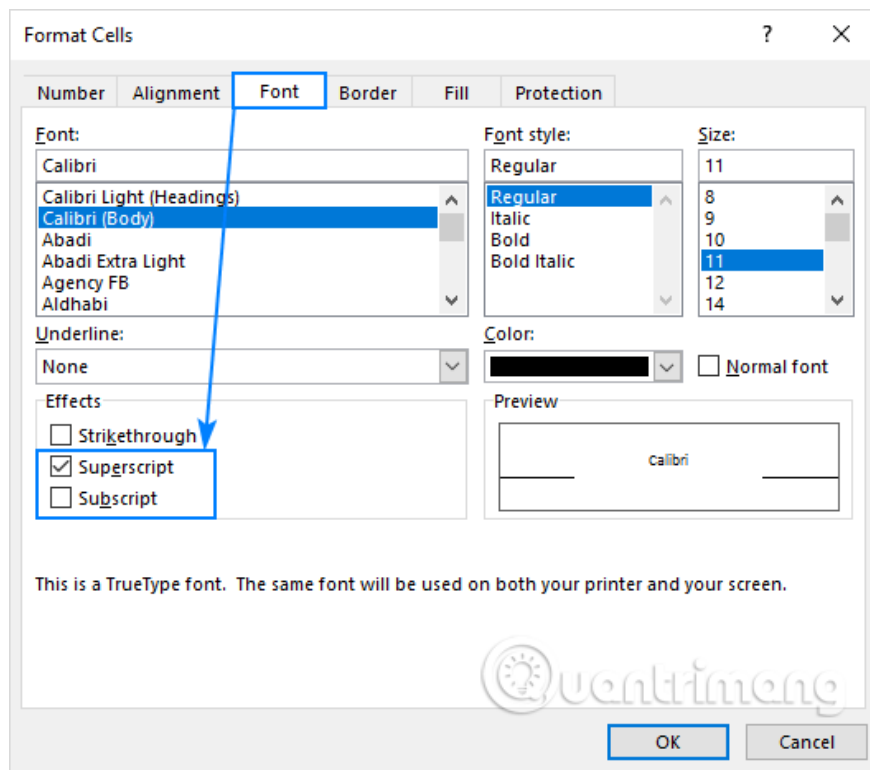 Format Cells ?
Number Alignment Font Border Fill Protection
Font: Font style: Size:
Calibri Regular 11
Calibri Light (Headings) Regular 8
Calibri (Body) Italic 9
Abadi Bold 10
Abadi Extra Light Bold Italic 11
Agency FB 12
Aldhabi 14
Underline: Color:
None Normal font
Effects Preview
Strikethrough
Superscript Calibri
Subscript
This is a TrueType font. The same font will be used on both your printer and your screen.
Quantrimang
OK Cancel